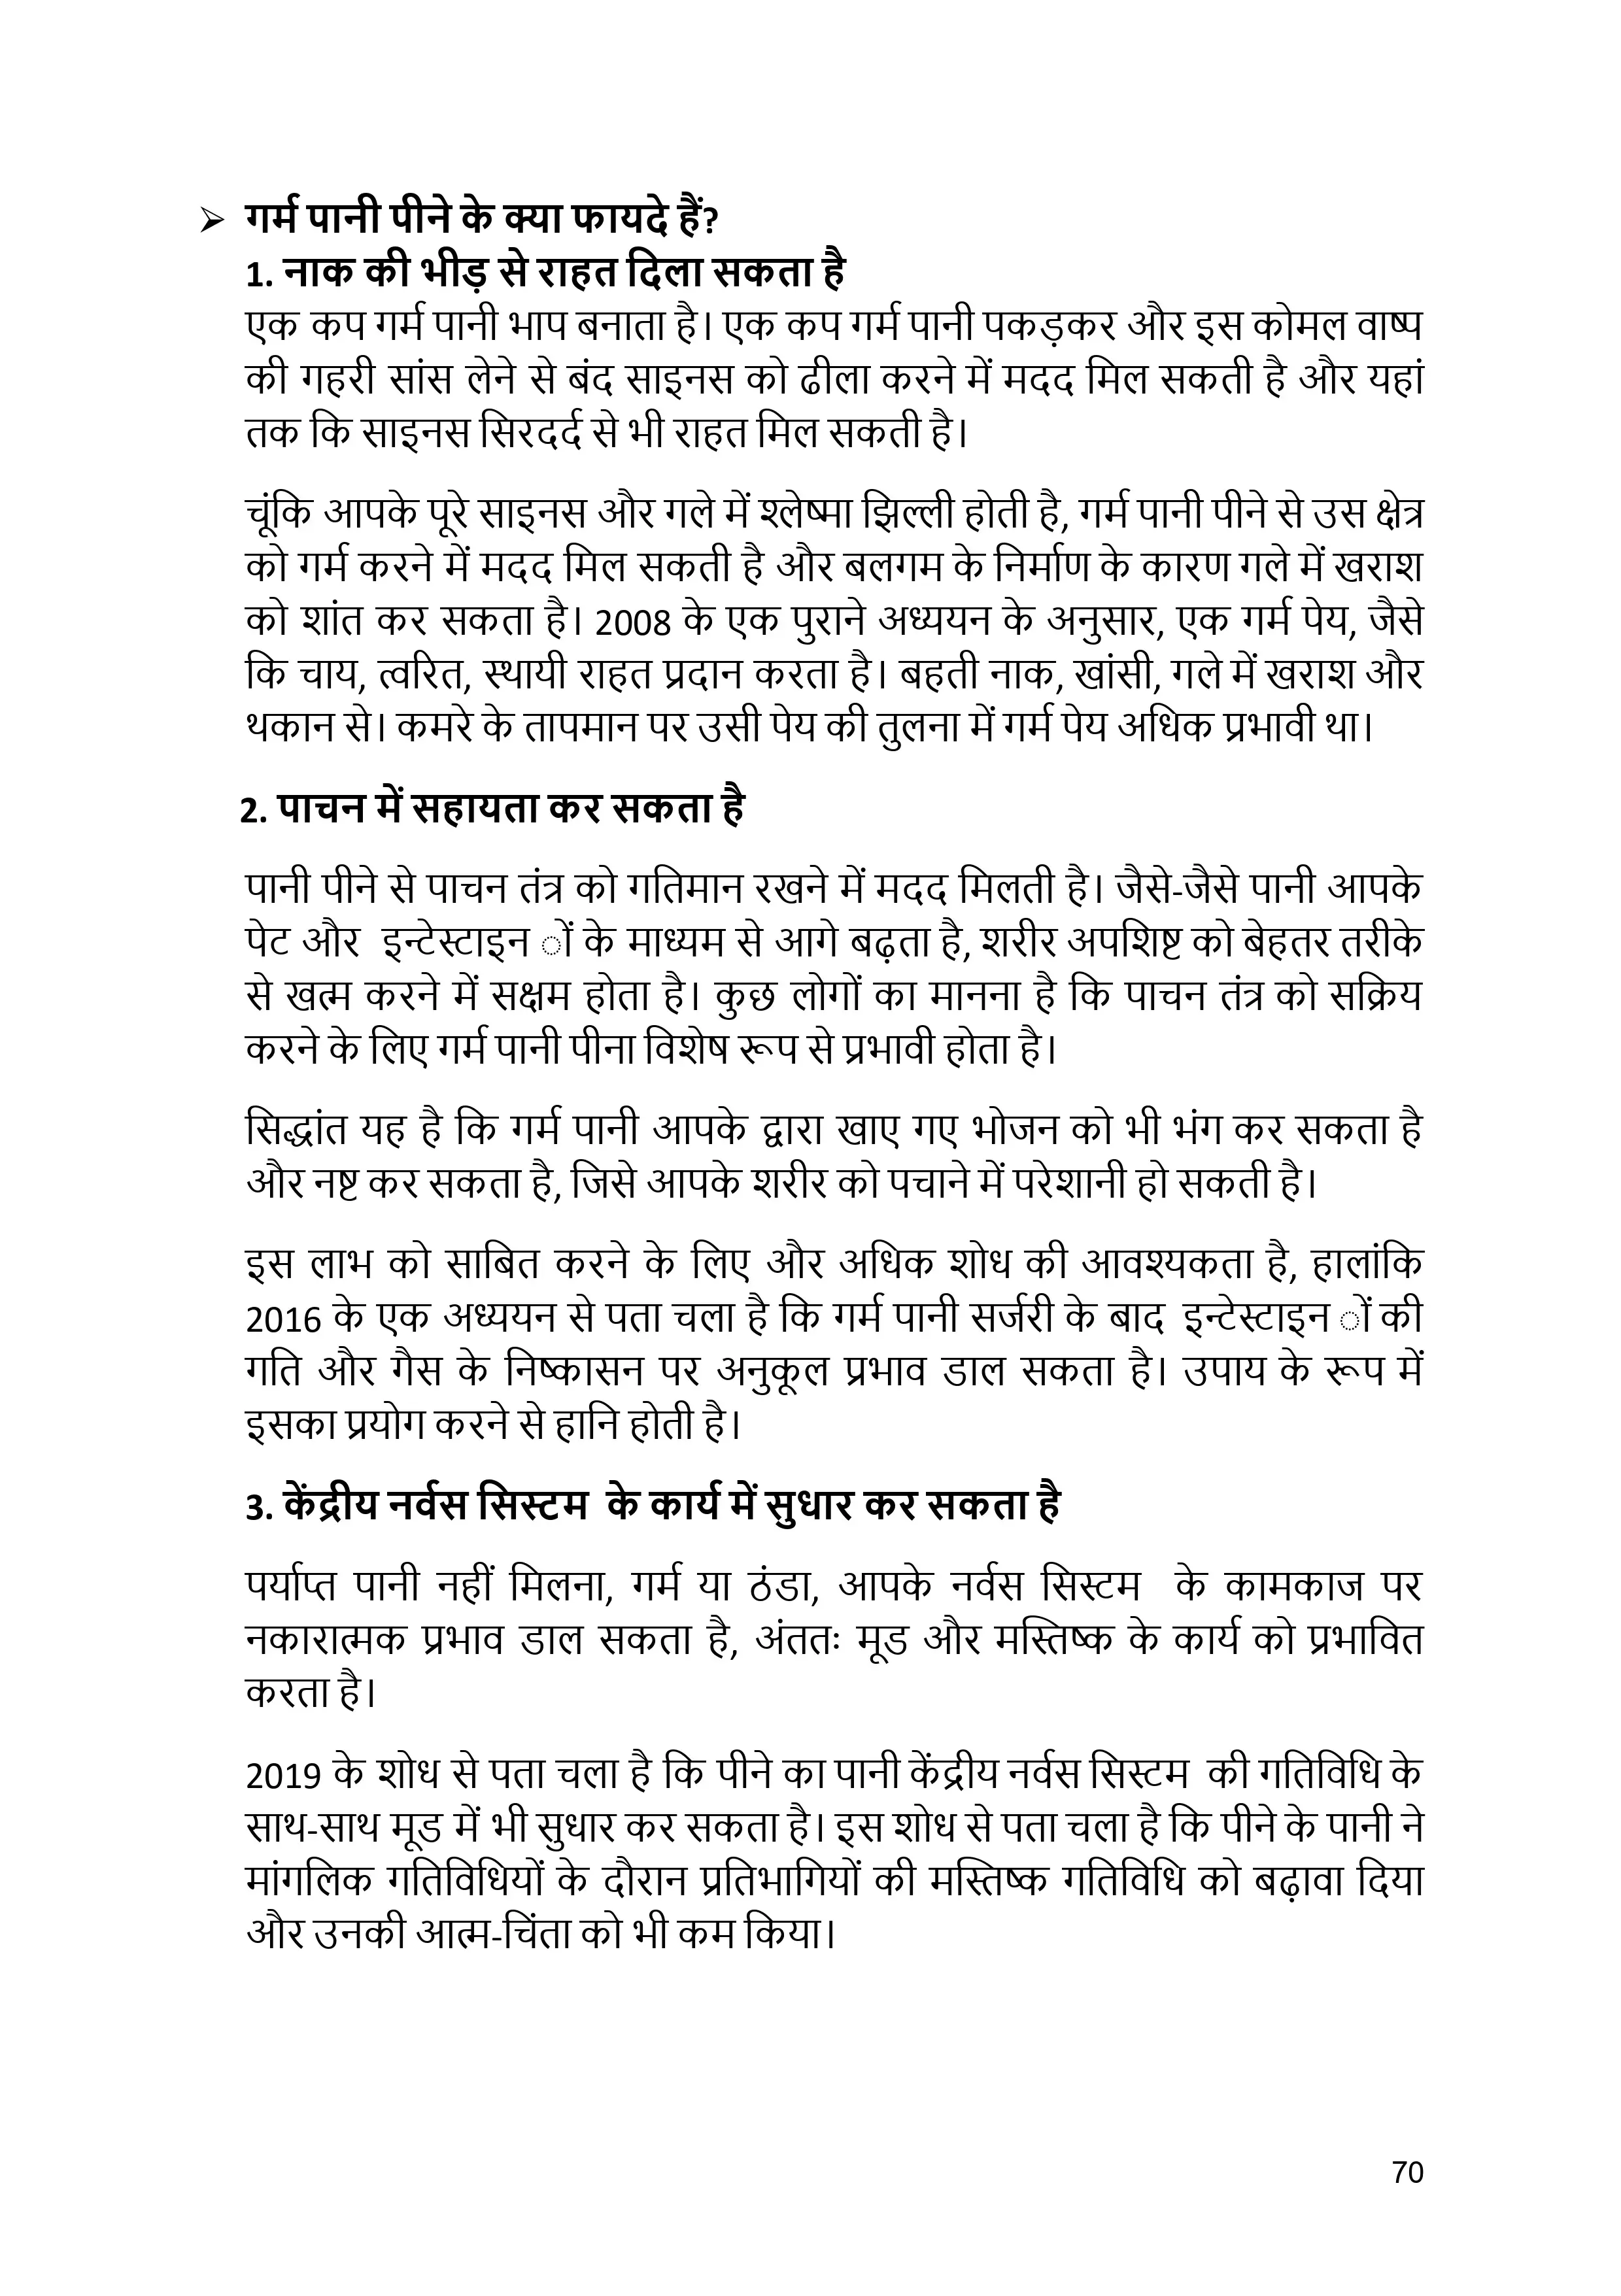 ➢ गर्म पानी पीने के क्या फायदे हैं?
1. नाक की भीड़ से राहत दिला सकता है
एक कप गर्म पानी भाप बनाता है। एक कप गर्म पानी पकड़कर और इस कोमल वाष्प
की गहरी सांस लेने से बंद साइनस को ढीला करने में मदद मिल सकती है और यहां
तक कि साइनस सिरदर्द से भी राहत मिल सकती है।
चूंकि आपके पूरे साइनस और गले में श्लेष्मा झिल्ली होती है, गर्म पानी पीने से उस क्षेत्र
को गर्म करने में मदद मिल सकती है और बलगम के निर्माण के कारण गले में खराश
को शांत कर सकता है। 2008 के एक पुराने अध्ययन के अनुसार, एक गर्म पेय, जैसे
कि चाय, त्वरित, स्थायी राहत प्रदान करता है। बहती नाक, खांसी, गले में खराश और
थकान से। कमरे के तापमान पर उसी पेय की तुलना में गर्म पेय अधिक प्रभावी था।
2. पाचन में सहायता कर सकता है
पानी पीने से पाचन तंत्र को गतिमान रखने में मदद मिलती है। जैसे-जैसे पानी आपके
पेट और इन्टेस्टाइन ों के माध्यम से आगे बढ़ता है, शरीर अपशिष्ट को बेहतर तरीके
से खत्म करने में सक्षम होता है। कुछ लोगों का मानना है कि पाचन तंत्र को सक्रिय
करने के लिए गर्म पानी पीना विशेष रूप से प्रभावी होता है।
सिद्धांत यह है कि गर्म पानी आपके द्वारा खाए गए भोजन को भी भंग कर सकता है
और नष्ट कर सकता है, जिसे आपके शरीर को पचाने में परेशानी हो सकती है।
इस लाभ को साबित करने के लिए और अधिक शोध की आवश्यकता है, हालांकि
2016 के एक अध्ययन से पता चला है कि गर्म पानी सर्जरी के बाद इन्टेस्टाइन ों की
गति और गैस के निष्कासन पर अनुकूल प्रभाव डाल सकता है। उपाय के रूप में
इसका प्रयोग करने से हानि होती है।
3. केंद्रीय नर्वस सिस्टम के कार्य में सुधार कर सकता है
पर्याप्त पानी नहीं मिलना, गर्म या ठंडा, आपके नर्वस सिस्टम के कामकाज पर
नकारात्मक प्रभाव डाल सकता है, अंततः मूड और मस्तिष्क के कार्य को प्रभावित
करता है।
2019 के शोध से पता चला है कि पीने का पानी केंद्रीय नर्वस सिस्टम की गतिविधि के
साथ-साथ मूड में भी सुधार कर सकता है। इस शोध से पता चला है कि पीने के पानी ने
मांगलिक गतिविधियों के दौरान प्रतिभागियों की मस्तिष्क गतिविधि को बढ़ावा दिया
और उनकी आत्म-चिंता को भी कम किया।
70